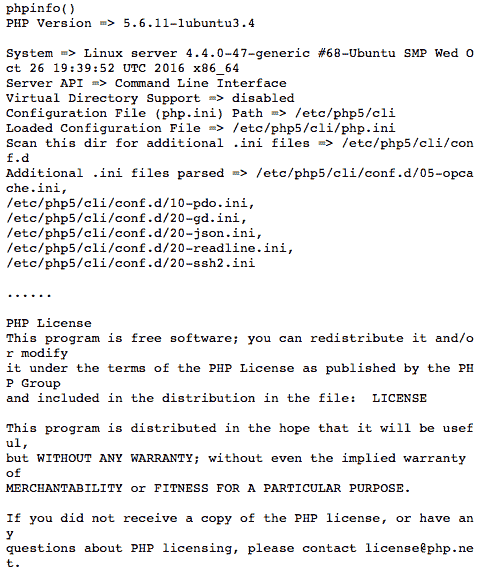 phpinfo()
PHP Version => 5.6.11-1ubuntu3.4
System => Linux server 4.4.0-47-generic #68-Ubuntu SMP Wed O
ct 26 19:39:52 UTC 2016 x86_64
Server API => Command Line Interface
Virtual Directory Support => disabled
Configuration File (php.ini) Path => /etc/php5/cli
Loaded Configuration File => /etc/php5/cli/php.ini
Scan this dir for additional .ini files => /etc/php5/cli/con
f.d
Additional .ini files parsed => /etc/php5/cli/conf.d/05-opca
che.ini,
/etc/php5/cli/conf.d/10-pdo.ini,
/etc/php5/cli/conf.d/20-gd.ini,
/etc/php5/cli/conf.d/20-json.ini,
/etc/php5/cli/conf.d/20-readline.ini,
/etc/php5/cli/conf.d/20-ssh2.ini
......
PHP License
This program is free software; you can redistribute it and/o
r modify
it under the terms of the PHP License as published by the PH
P Group
and included in the distribution in the file:  LICENSE
This program is distributed in the hope that it will be usef
ul,
but WITHOUT ANY WARRANTY; without even the implied warranty
of
MERCHANTABILITY or FITNESS FOR A PARTICULAR PURPOSE.
If you did not receive a copy of the PHP license, or have an
y
questions about PHP licensing, please contact license@php.ne
t.